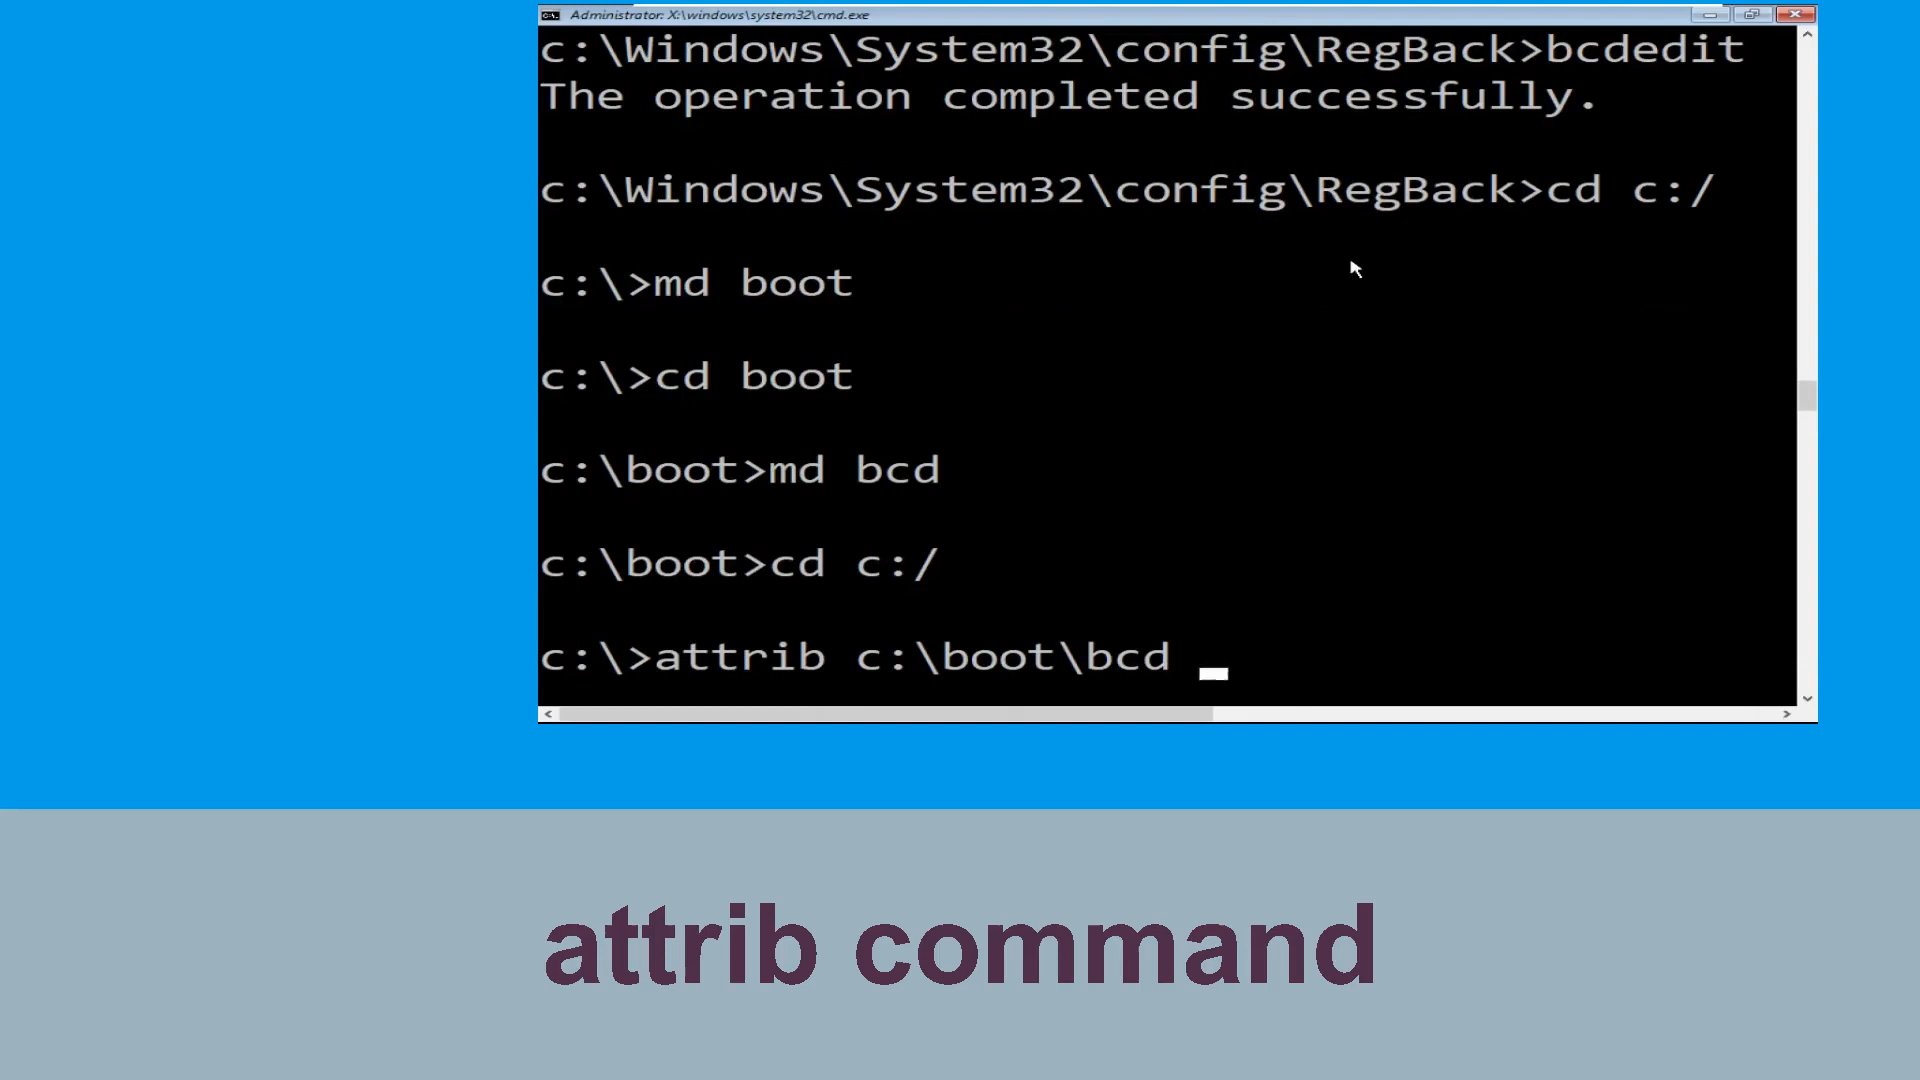 Administrator: X:\windows\system32\cmd.exe
c:\Windows\System32\config\RegBack>bcdedit
The operation completed successfully.
c:\Windows\System32\config\RegBack>cd c:/
c:\>md boot
c:\>cd boot
c:\boot>md bcd
c:\boot>cd c:/
c:\>attrib c:\boot\bcd
attrib command